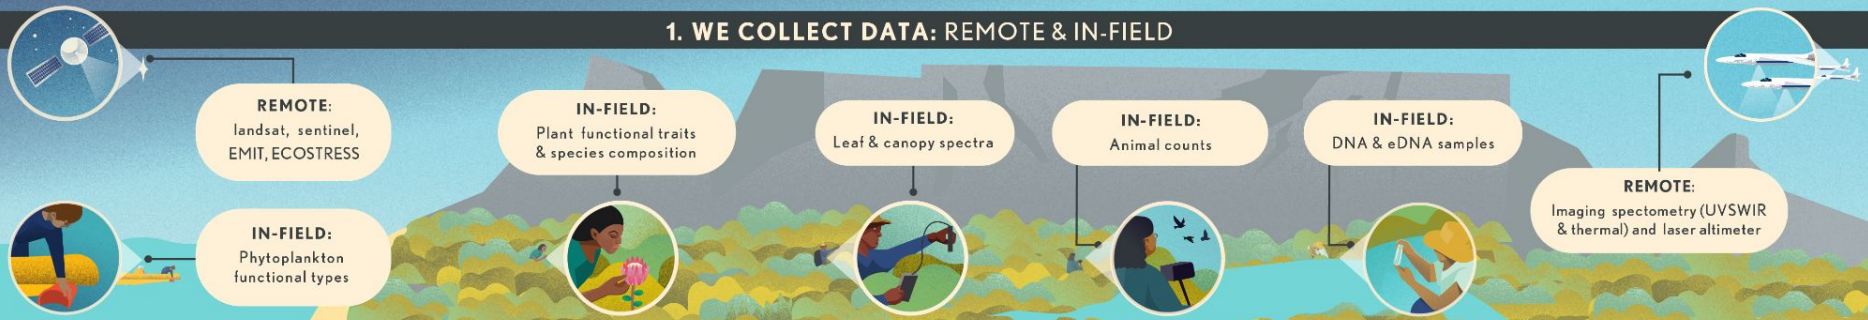 1. WE COLLECT DATA: REMOTE & IN-FIELD
REMOTE:
landsat, sentinel,
EMIT, ECOSTRESS
IN-FIELD:
Phytoplankton
functional types
IN-FIELD:
Plant functional traits
& species composition
IN-FIELD:
Leaf & canopy spectra
IN-FIELD:
Animal counts
IN-FIELD:
DNA & eDNA samples
REMOTE:
Imaging spectometry (UVSWIR
& thermal) and laser altimeter